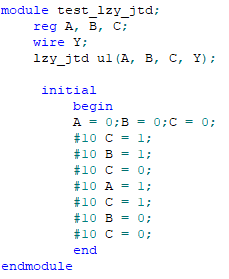 module test_lzy_jtd;
    reg A, B, C;
    wire Y;
    lzy_jtd u1(A, B, C, Y);

     initial
         begin
         A = 0;B = 0;C = 0;
         #10 C = 1;
         #10 B = 1;
         #10 C = 0;
         #10 A = 1;
         #10 C = 1;
         #10 B = 0;
         #10 C = 0;
         end
endmodule